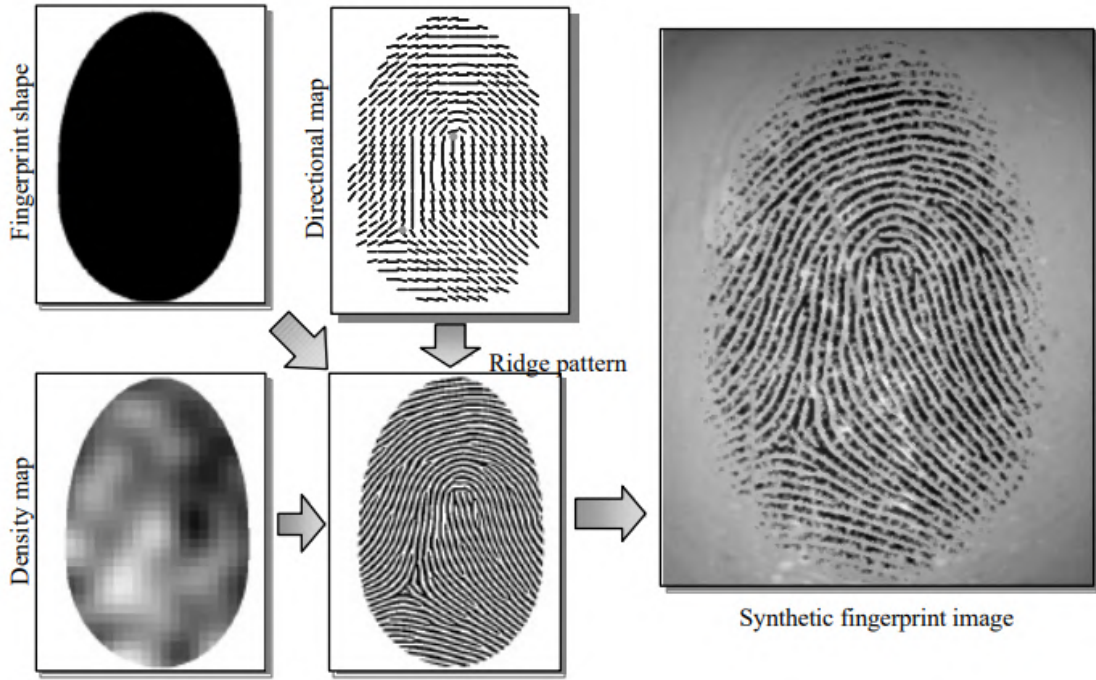 Fingerprint shape
Directional map
Ridge pattern
Density map
Synthetic fingerprint image